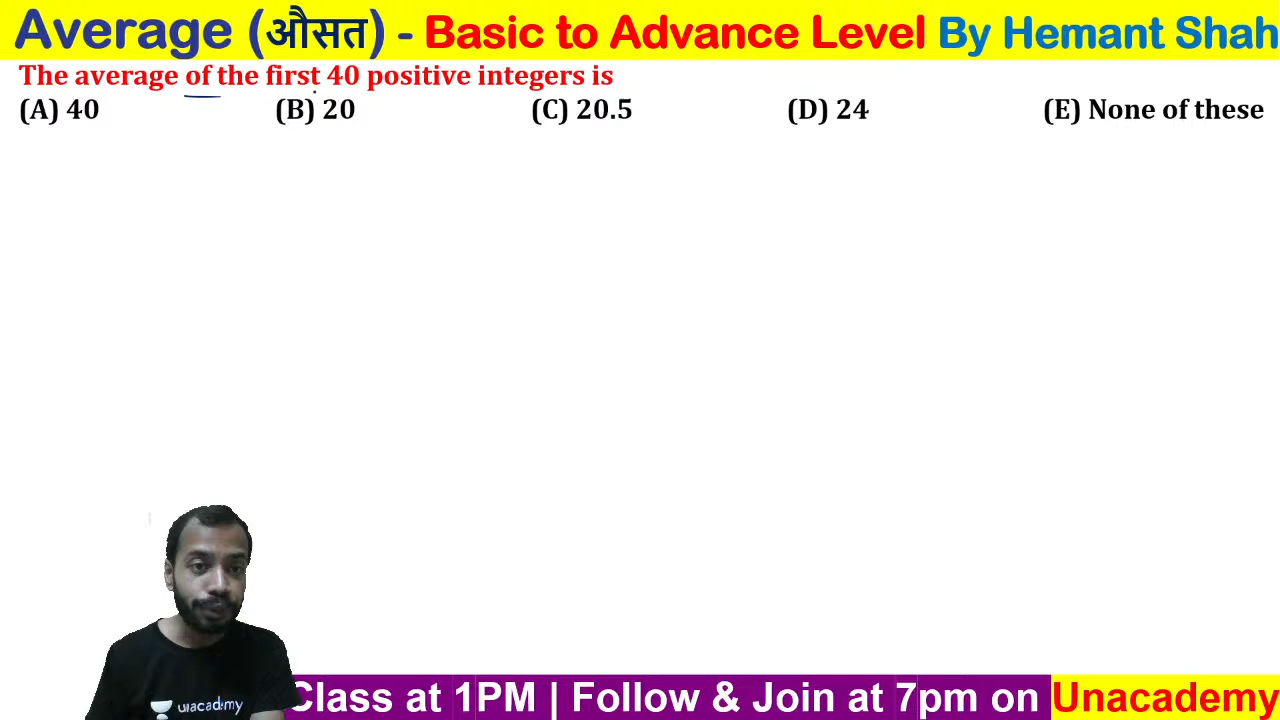 Average (औसत) - Basic to Advance Level By Hemant Shah
The average of the first 40 positive integers is
(A) 40 (B) 20 (C) 20.5 (D) 24 (E) None of these
unacademy
Class at 1PM | Follow & Join at 7pm on Unacademy